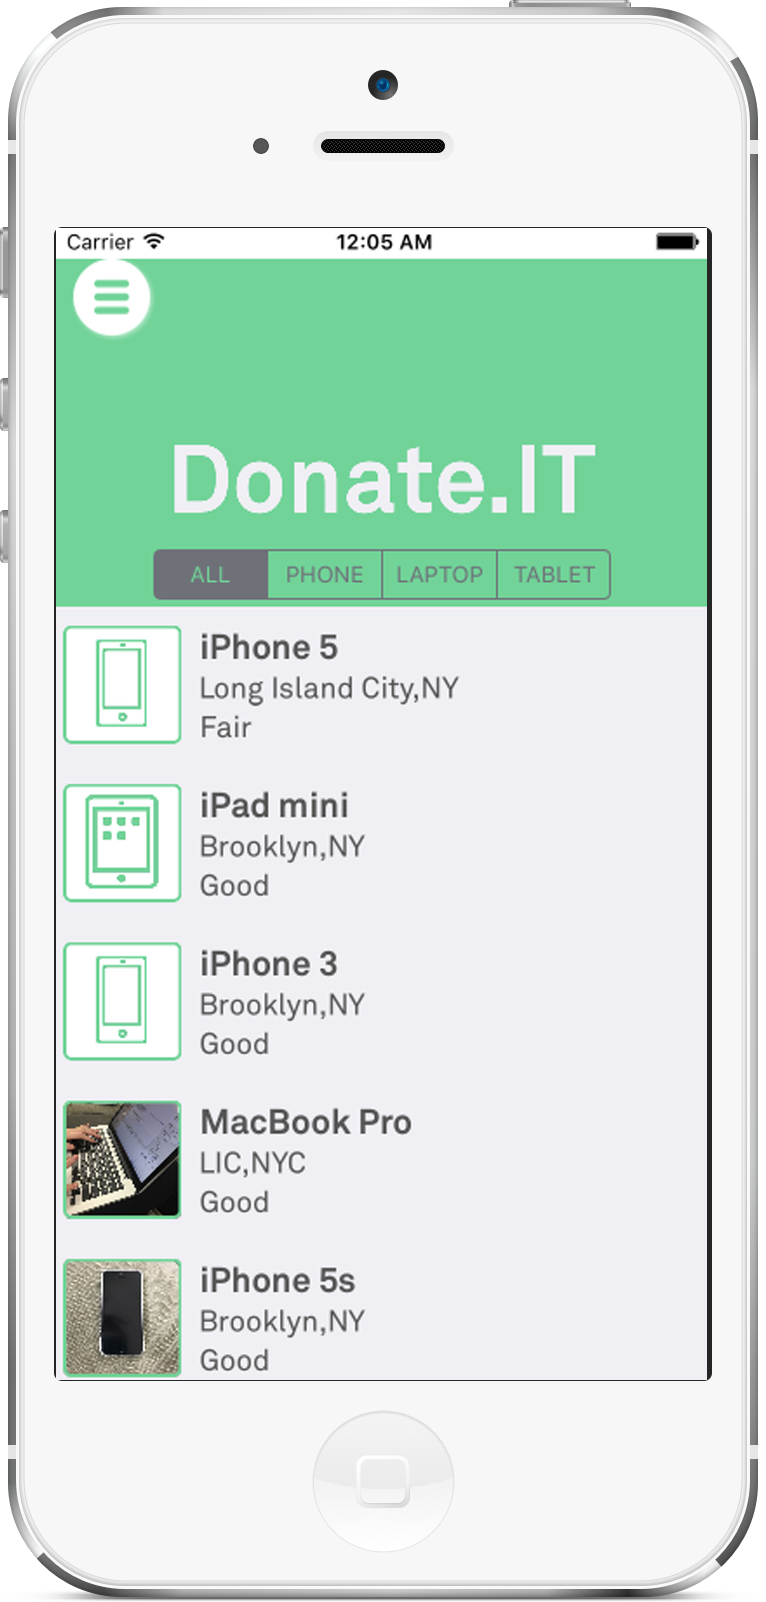 Carrier 12:05 AM
Donate.IT
ALL PHONE LAPTOP TABLET
iPhone 5
Long Island City,NY
Fair
iPad mini
Brooklyn,NY
Good
iPhone 3
Brooklyn,NY
Good
MacBook Pro
LIC,NYC
Good
iPhone 5s
Brooklyn,NY
Good